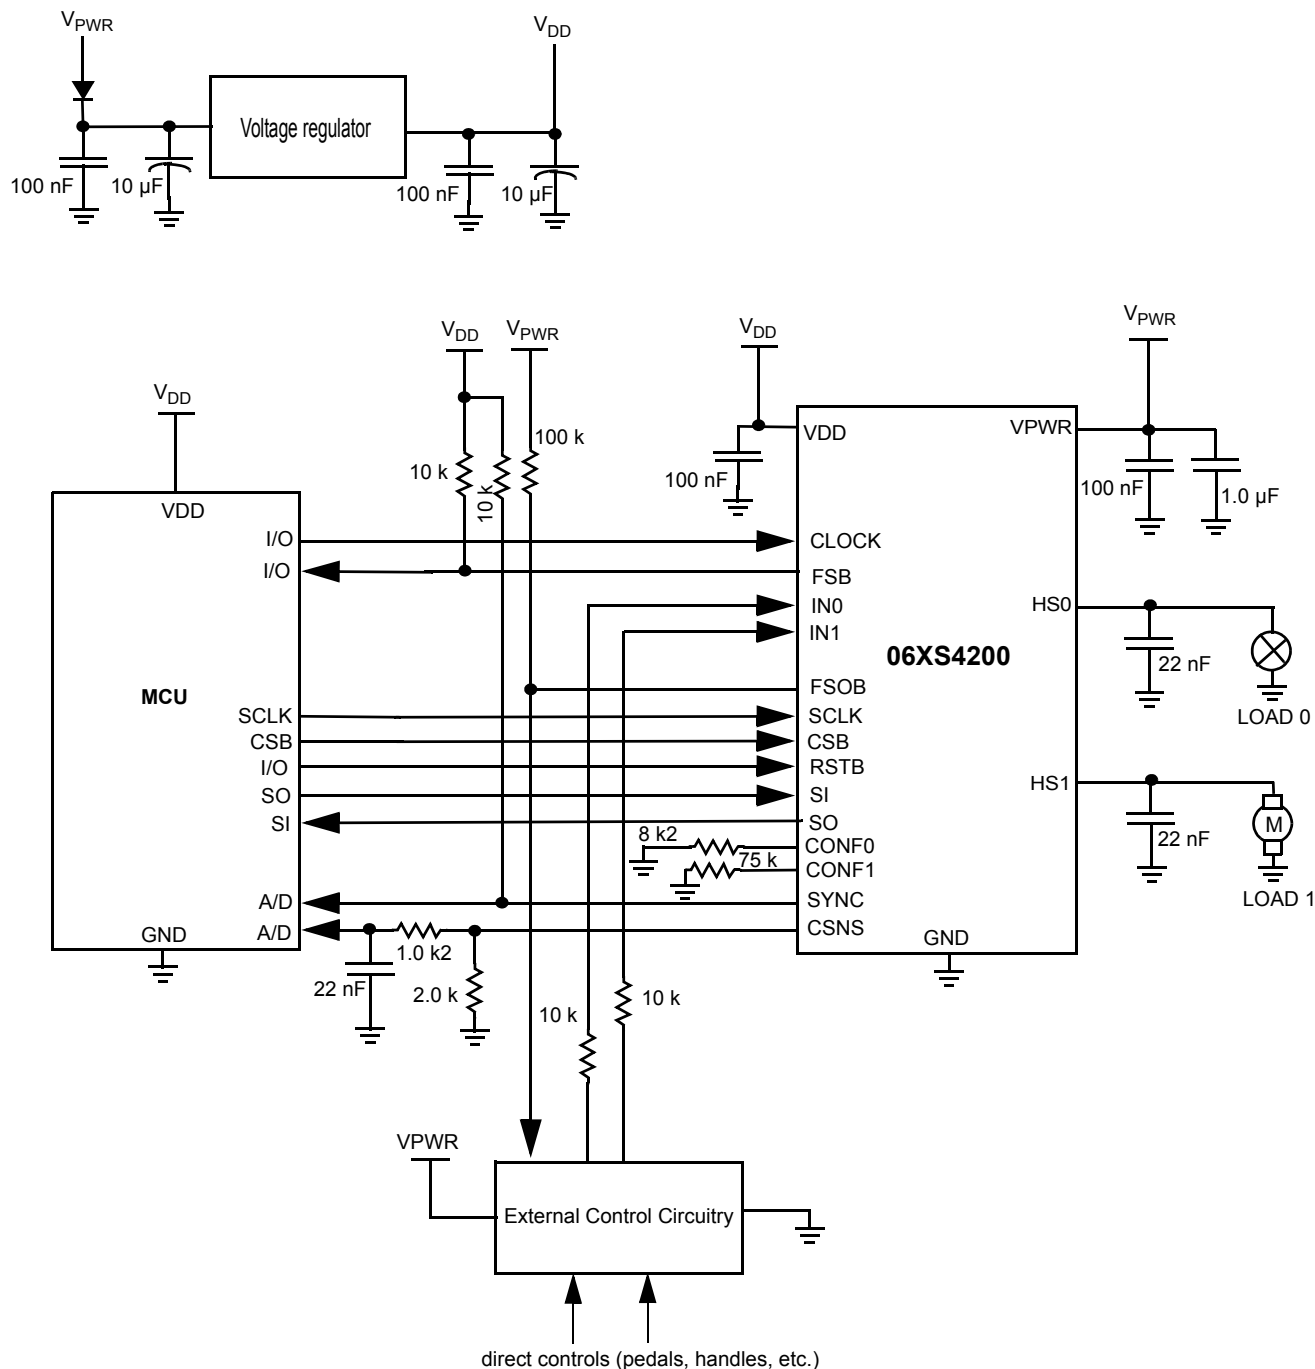 VPWR
VDD
Voltage regulator
100 nF
10 µF
100 nF
10 µF
VDD
VPWR
VDD
VPWR
VDD
100 k
10 k
10 k
VDD
VPWR
100 nF
100 nF
1.0 µF
VDD
I/O
CLOCK
I/O
FSB
IN0
HS0
IN1
06XS4200
22 nF
MCU
FSOB
SCLK
SCLK
LOAD 0
CSB
CSB
I/O
RSTB
HS1
SO
SI
SI
SO
22 nF
M
8 k2
CONF0
75 k
CONF1
A/D
SYNC
LOAD 1
A/D
CSNS
GND
GND
1.0 k2
22 nF
2.0 k
10 k
10 k
VPWR
External Control Circuitry
direct controls (pedals, handles, etc.)